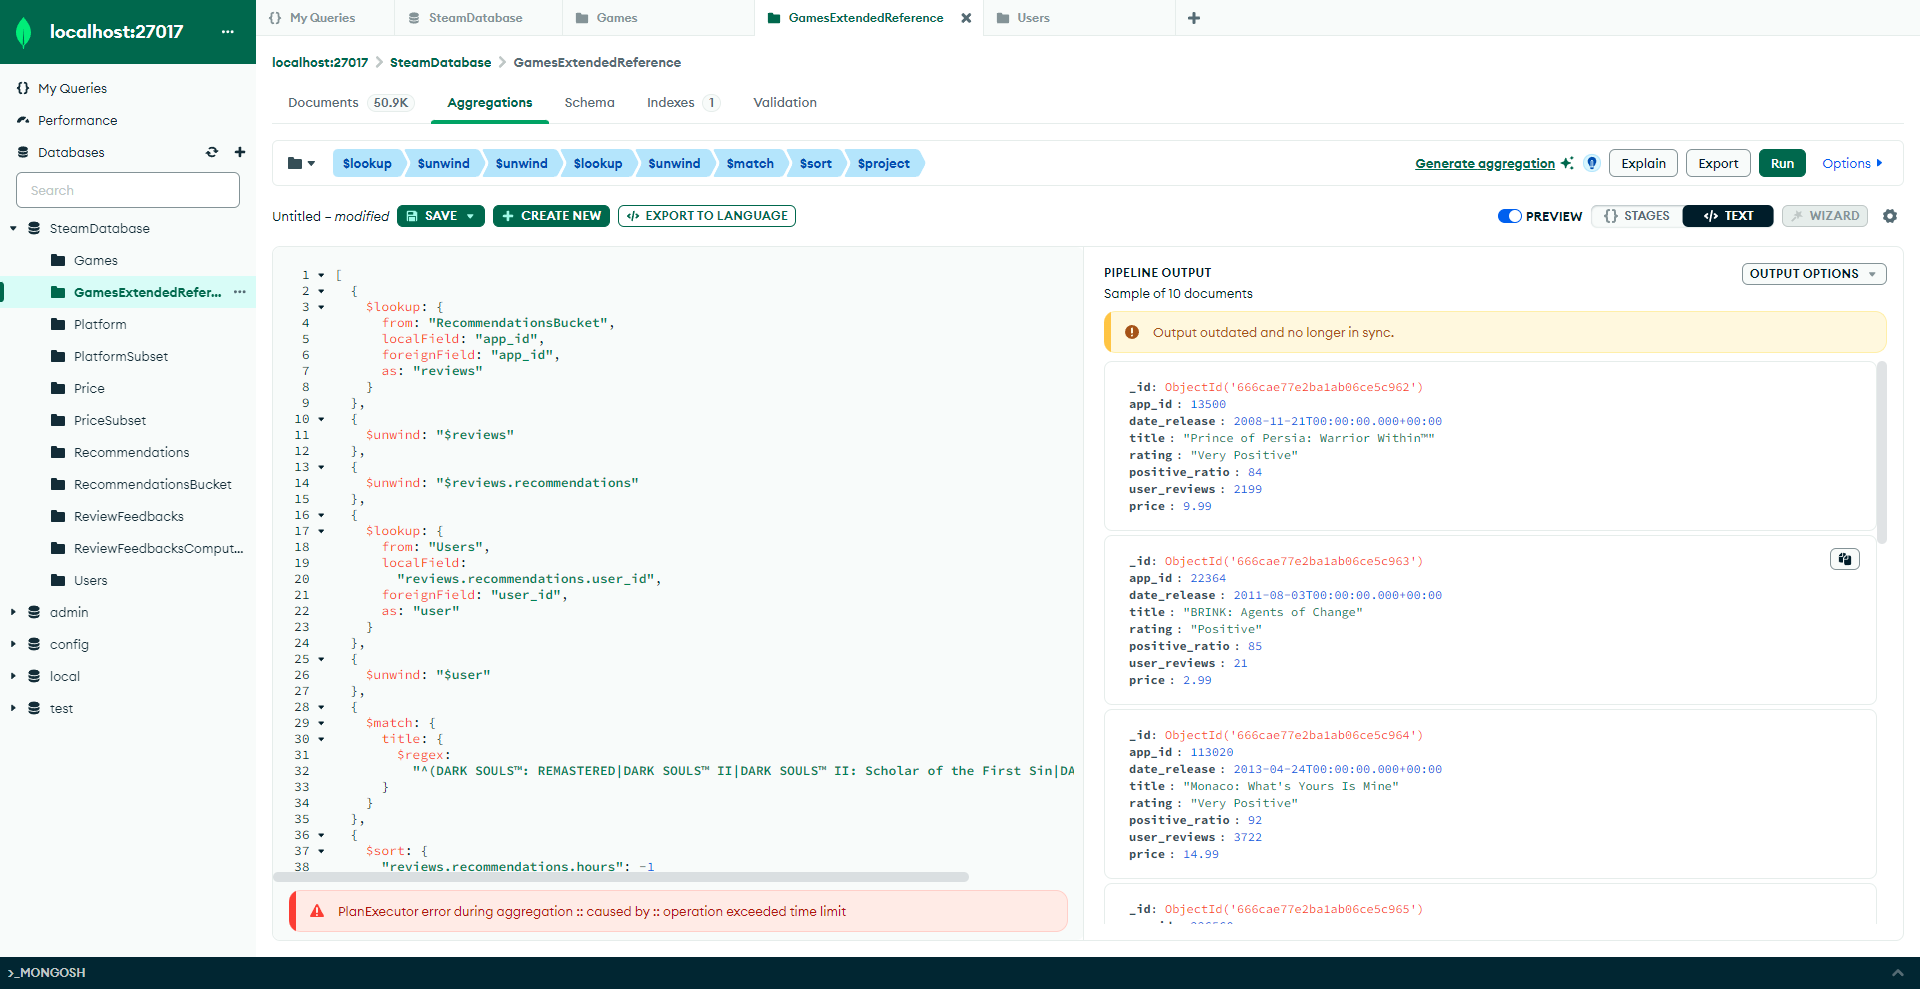 localhost:27017
My Queries
SteamDatabase
Games
GamesExtendedReference
Users
localhost:27017 > SteamDatabase > GamesExtendedReference
My Queries
Performance
Databases
Search
SteamDatabase
Games
GamesExtendedRefer...
Platform
PlatformSubset
Price
PriceSubset
Recommendations
RecommendationsBucket
ReviewFeedbacks
ReviewFeedbacksComput...
Users
admin
config
local
test
Documents 50.9K Aggregations Schema Indexes 1 Validation
$lookup $unwind $unwind $lookup $unwind $match $sort $project
Generate aggregation Explain Export Run Options
Untitled – modified SAVE + CREATE NEW </> EXPORT TO LANGUAGE
PREVIEW {} STAGES </> TEXT WIZARD
1 [
2 {
3 $lookup: {
4 from: "RecommendationsBucket",
5 localField: "app_id",
6 foreignField: "app_id",
7 as: "reviews"
8 }
9 },
10 {
11 $unwind: "$reviews"
12 },
13 {
14 $unwind: "$reviews.recommendations"
15 },
16 {
17 $lookup: {
18 from: "Users",
19 localField:
20 "reviews.recommendations.user_id",
21 foreignField: "user_id",
22 as: "user"
23 }
24 },
25 {
26 $unwind: "$user"
27 },
28 {
29 $match: {
30 title: {
31 $regex:
32 "^(DARK SOULS™: REMASTERED|DARK SOULS™ II|DARK SOULS™ II: Scholar of the First Sin|DA
33 }
34 }
35 },
36 {
37 $sort: {
38 "reviews.recommendations.hours": -1
PlanExecutor error during aggregation :: caused by :: operation exceeded time limit
PIPELINE OUTPUT
Sample of 10 documents
OUTPUT OPTIONS
Output outdated and no longer in sync.
_id: ObjectId('666cae77e2ba1ab06ce5c962')
app_id : 13500
date_release : 2008-11-21T00:00:00.000+00:00
title : "Prince of Persia: Warrior Within™"
rating : "Very Positive"
positive_ratio : 84
user_reviews : 2199
price : 9.99
_id: ObjectId('666cae77e2ba1ab06ce5c963')
app_id : 22364
date_release : 2011-08-03T00:00:00.000+00:00
title : "BRINK: Agents of Change"
rating : "Positive"
positive_ratio : 85
user_reviews : 21
price : 2.99
_id: ObjectId('666cae77e2ba1ab06ce5c964')
app_id : 113020
date_release : 2013-04-24T00:00:00.000+00:00
title : "Monaco: What's Yours Is Mine"
rating : "Very Positive"
positive_ratio : 92
user_reviews : 3722
price : 14.99
_id: ObjectId('666cae77e2ba1ab06ce5c965')
>_MONGOSH